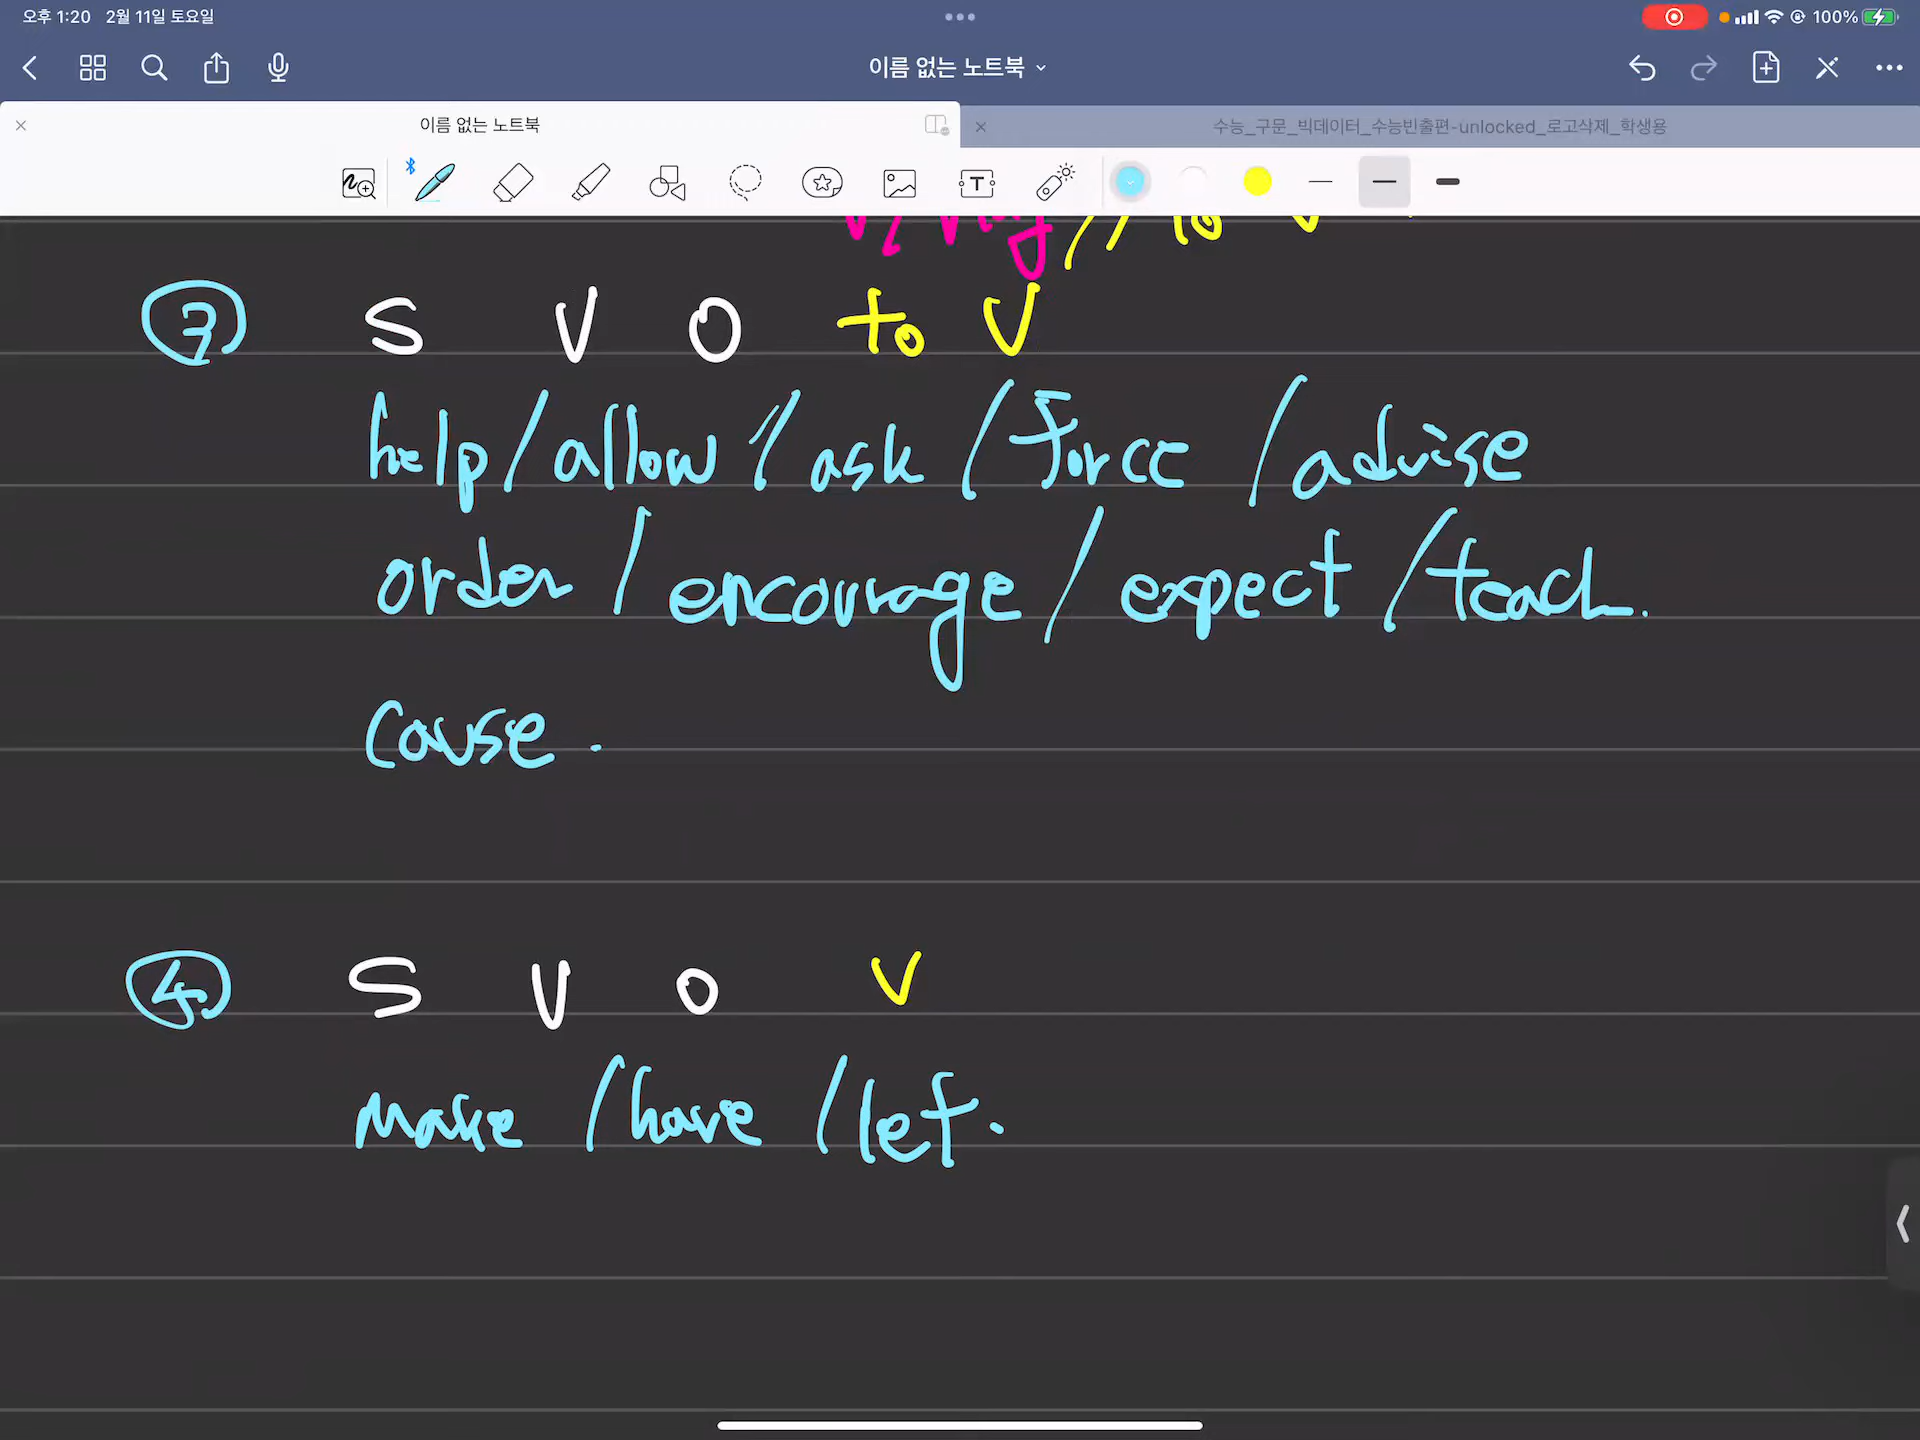 오후 1:20 2월 11일 토요일 100%
이름 없는 노트북
이름 없는 노트북 수능_구문_빅데이터_수능빈출편-unlocked_로고삭제_학생용
T
③ S V O to V
help / allow / ask / force / advise
order / encourage / expect / teach.
cause.
④ S V O V
make / have / let.